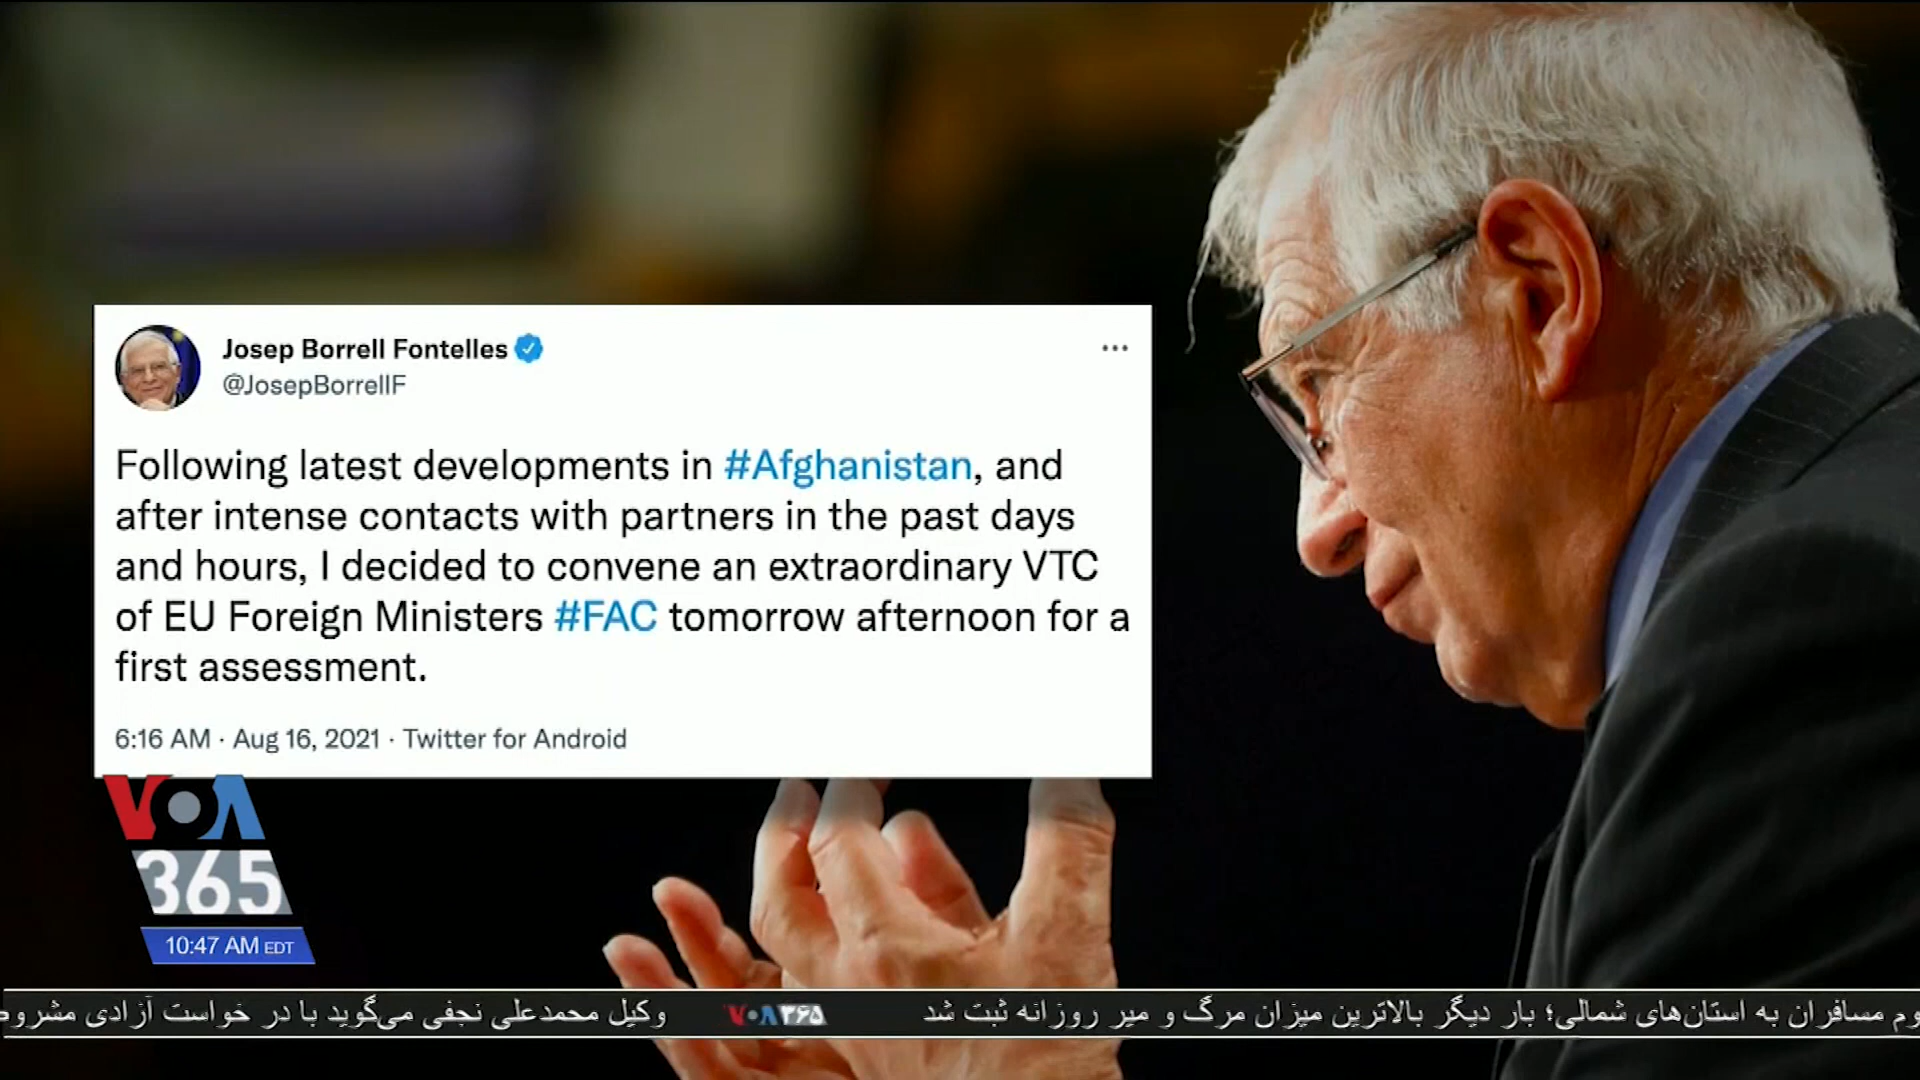 Josep Borrell Fontelles
@JosepBorrellF
Following latest developments in #Afghanistan, and
after intense contacts with partners in the past days
and hours, I decided to convene an extraordinary VTC
of EU Foreign Ministers #FAC tomorrow afternoon for a
first assessment.
6:16 AM · Aug 16, 2021 · Twitter for Android
VOA
365
10:47 AM EDT
مسافران به استان‌های شمالی؛ بار دیگر بالاترین میزان مرگ و میر روزانه ثبت شد
VOA ۳۶۵
وکیل محمدعلی نجفی می‌گوید با در خواست آزادی